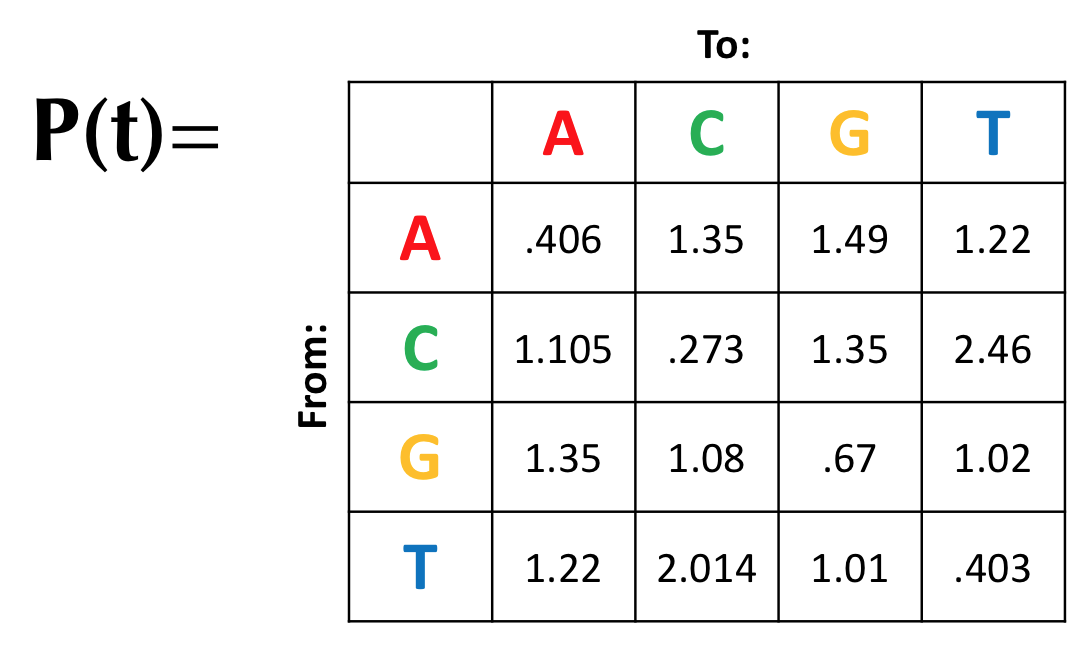 To:
P(t)=
A C G T
A .406 1.35 1.49 1.22
From:
C 1.105 .273 1.35 2.46
G 1.35 1.08 .67 1.02
T 1.22 2.014 1.01 .403